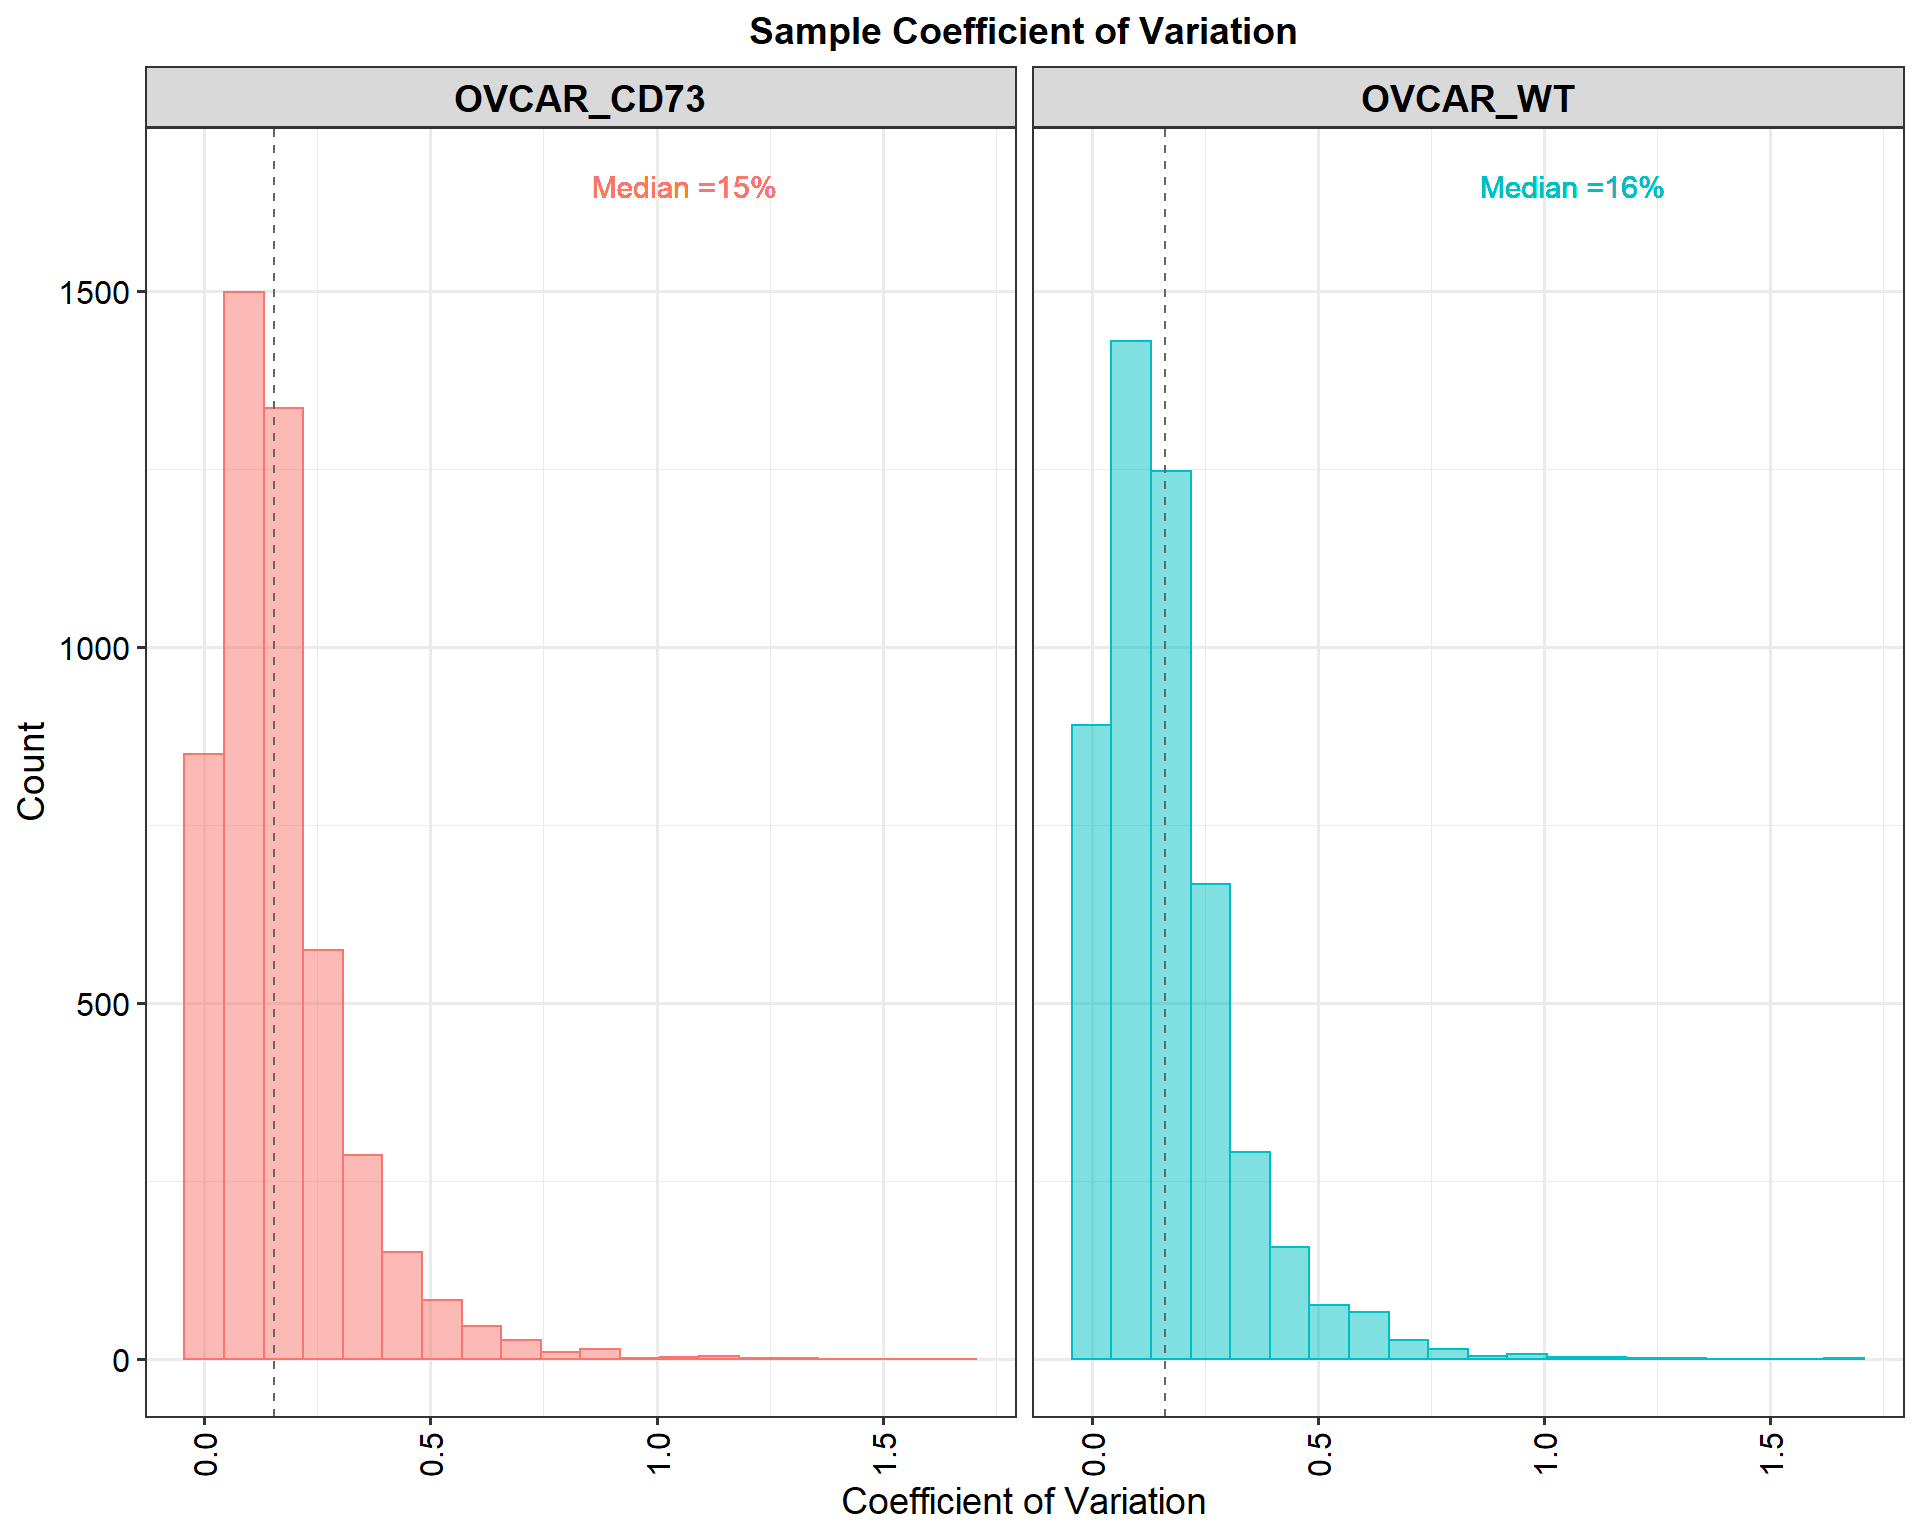 Sample Coefficient of Variation
OVCAR_CD73
OVCAR_WT
Median =15%
Median =16%
1500
1000
500
0
Count
0.0
0.5
1.0
1.5
0.0
0.5
1.0
1.5
Coefficient of Variation